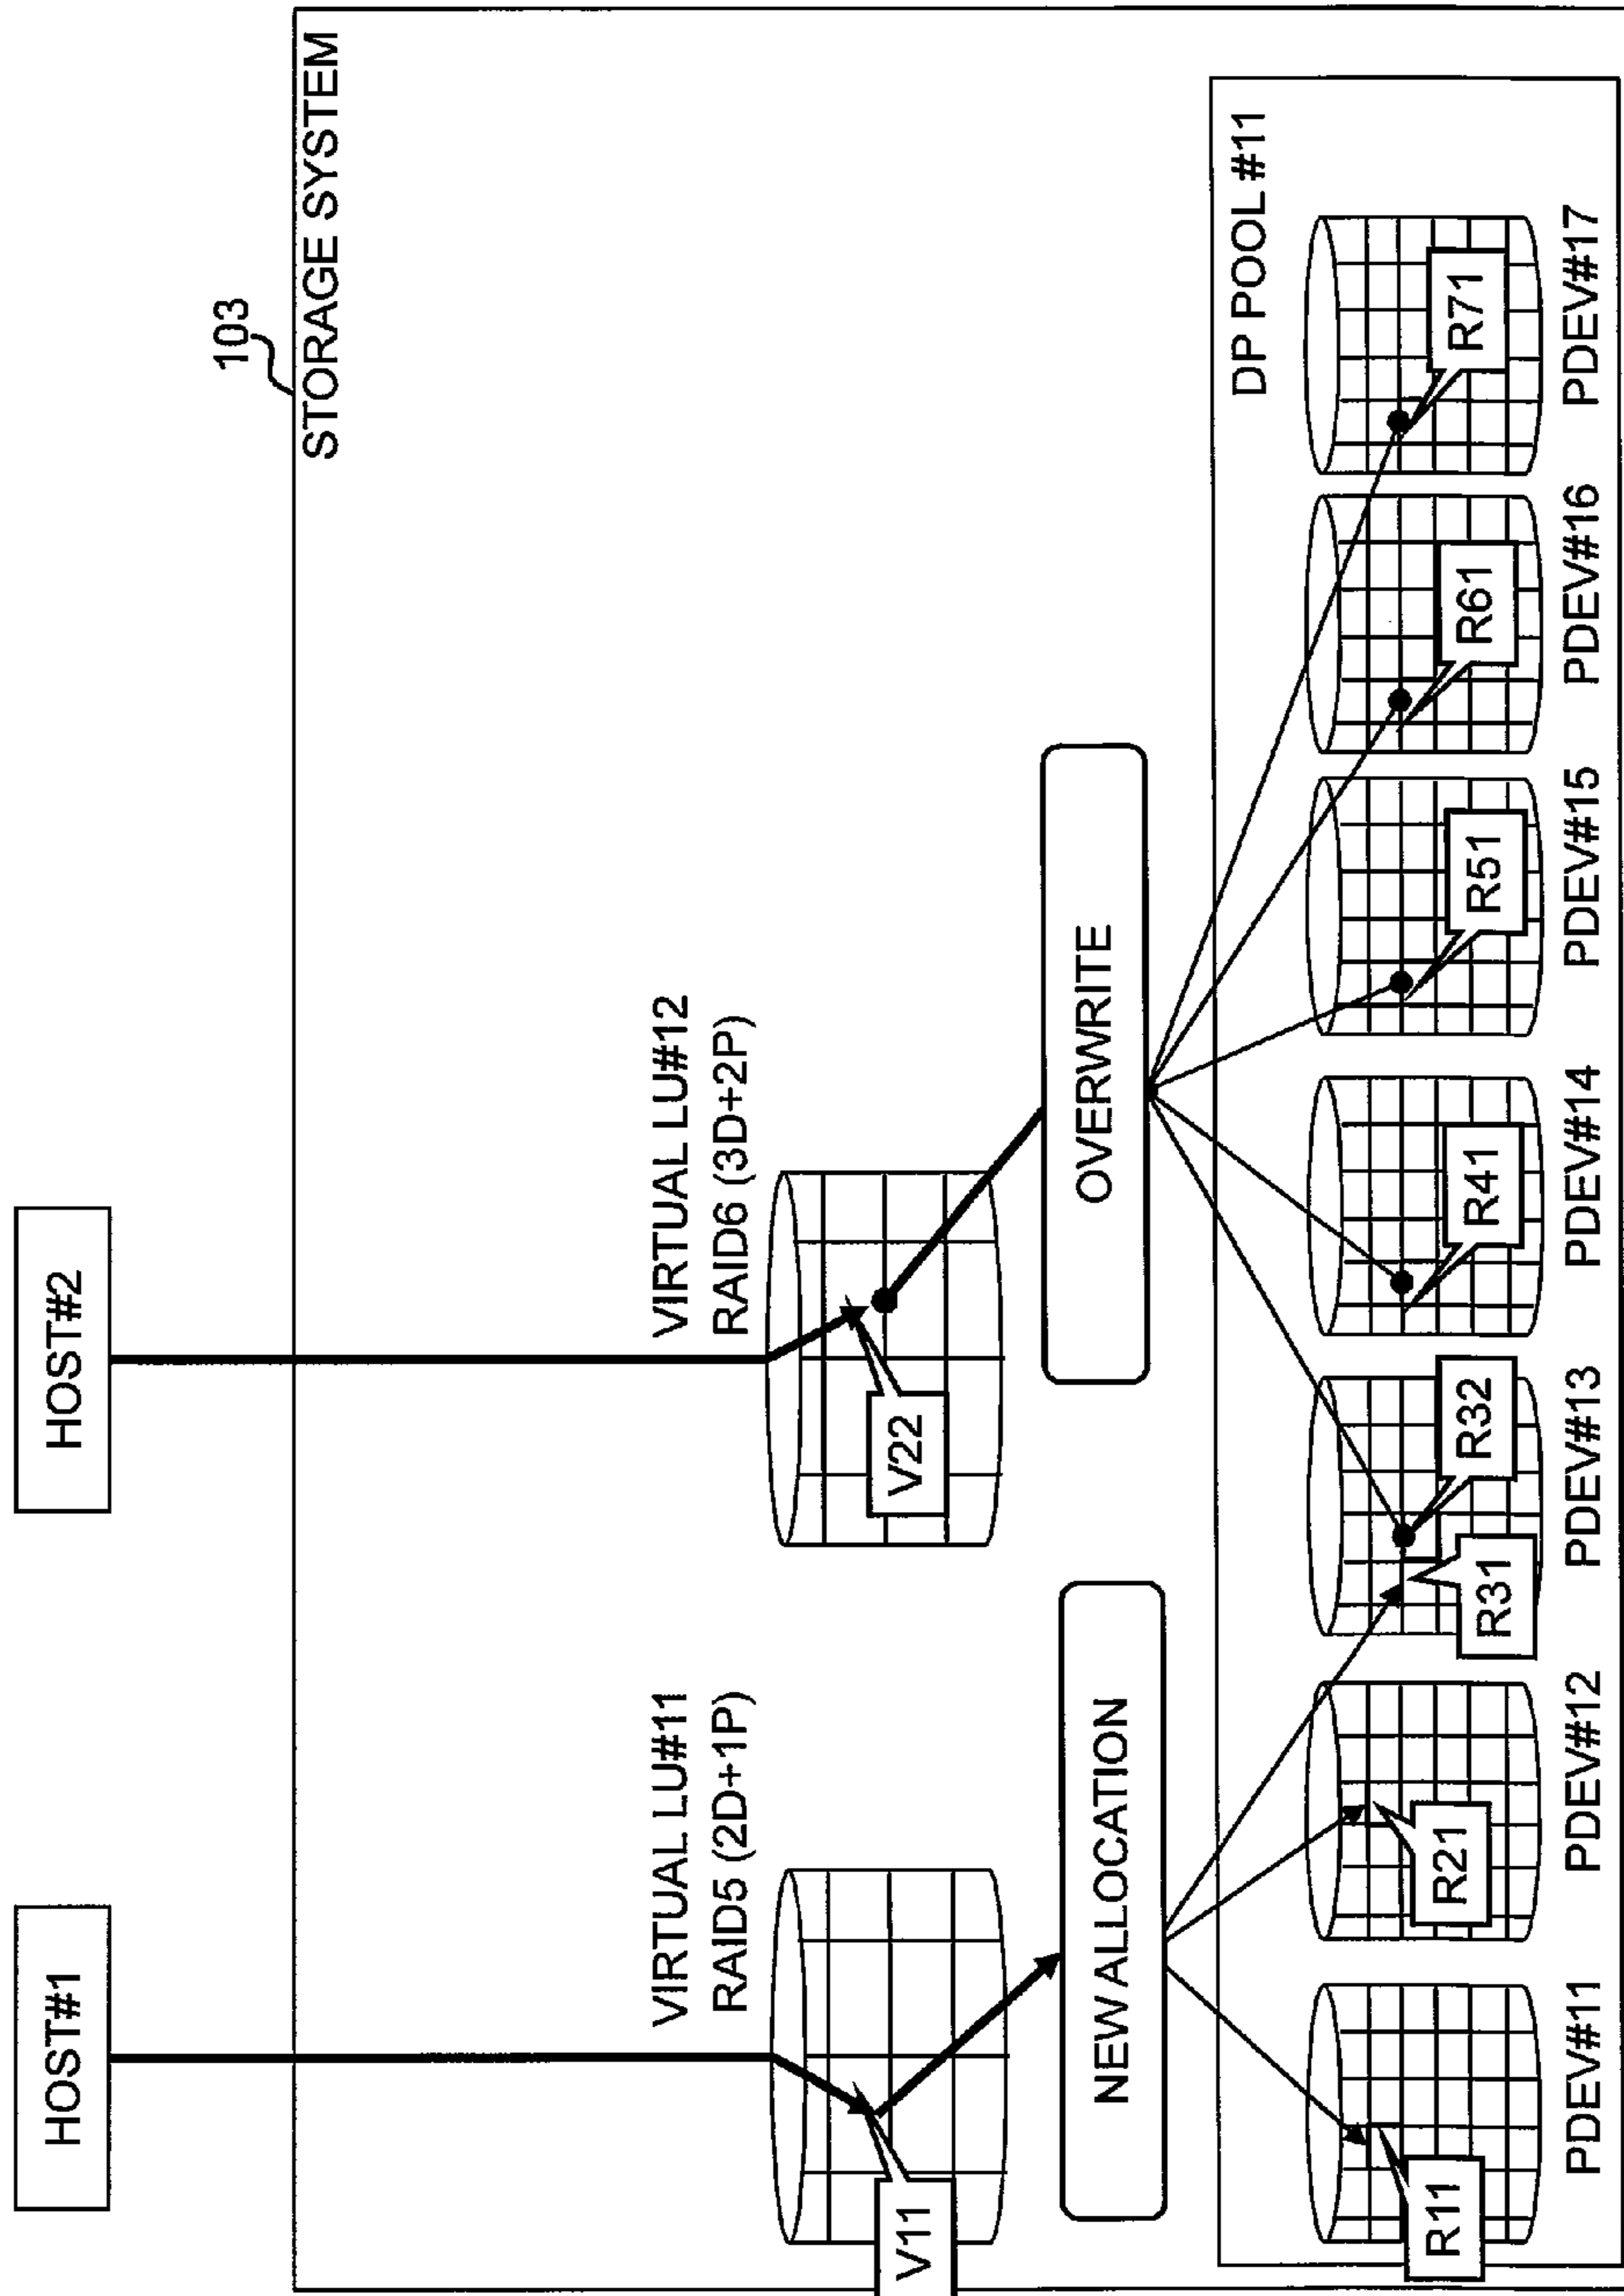 HOST#1
HOST#2
103
STORAGE SYSTEM
VIRTUAL LU#11
RAID5 (2D+1P)
VIRTUAL LU#12
RAID6 (3D+2P)
V11
V22
NEW ALLOCATION
OVERWRITE
DP POOL #11
R11
R21
R31
R32
R41
R51
R61
R71
PDEV#11
PDEV#12
PDEV#13
PDEV#14
PDEV#15
PDEV#16
PDEV#17